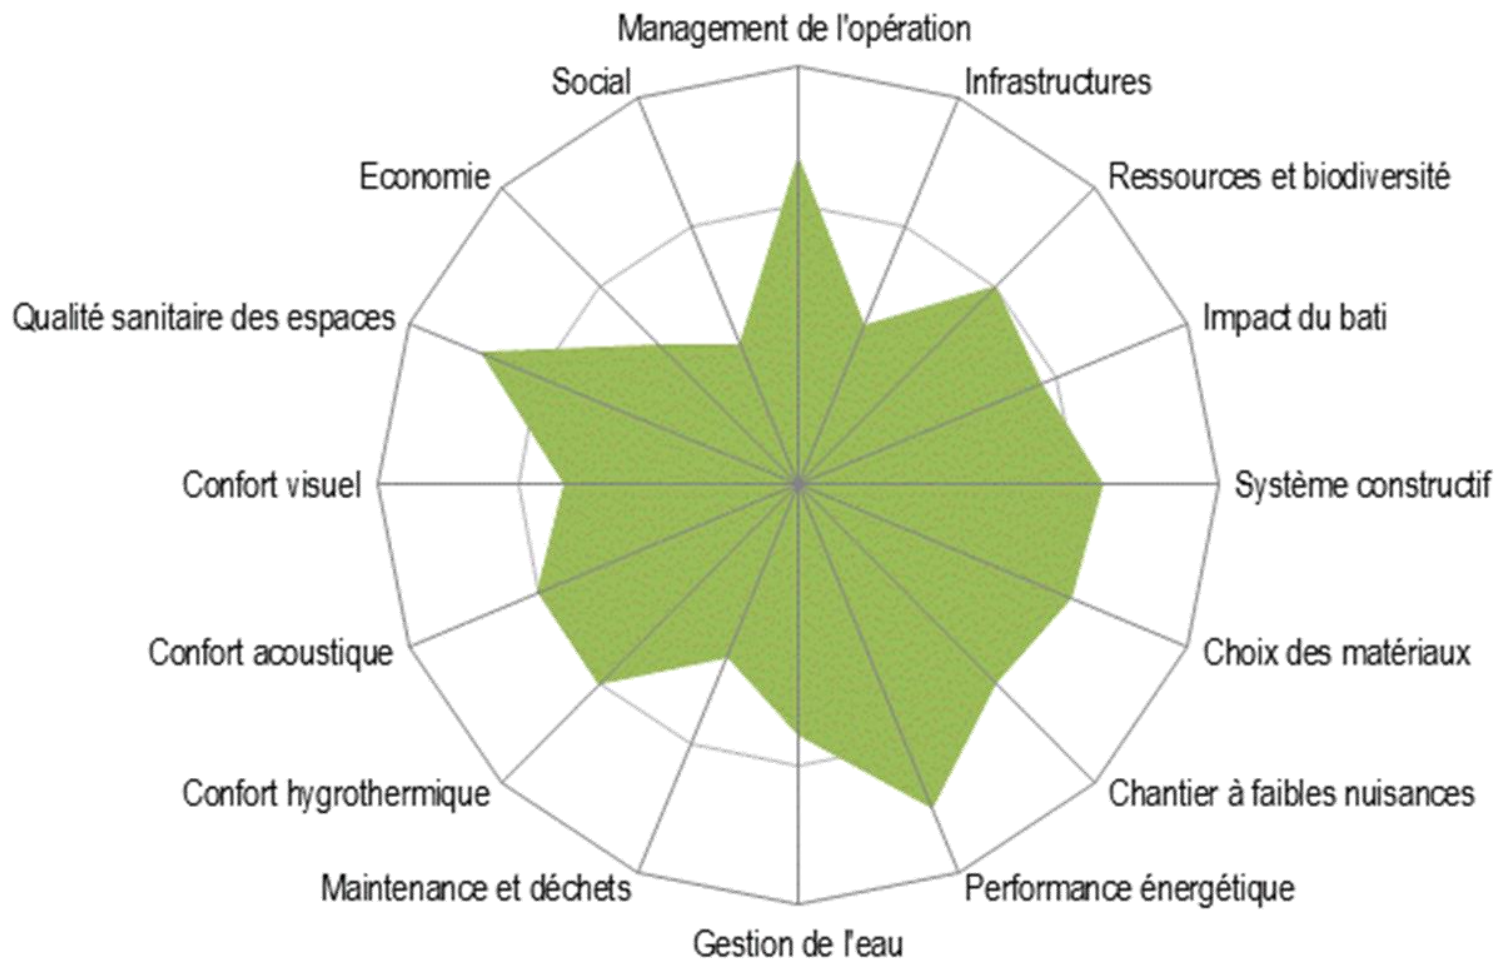 Management de l'opération
Infrastructures
Ressources et biodiversité
Impact du bati
Système constructif
Choix des matériaux
Chantier à faibles nuisances
Performance énergétique
Gestion de l'eau
Maintenance et déchets
Confort hygrothermique
Confort acoustique
Confort visuel
Qualité sanitaire des espaces
Economie
Social